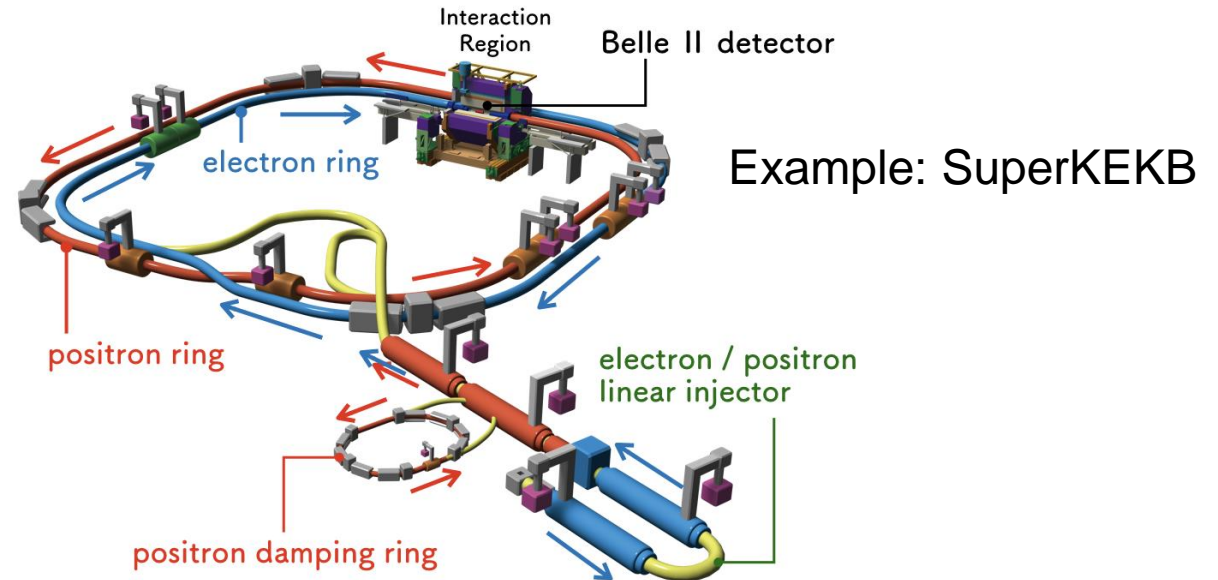 Interaction
Region
Belle II detector
electron ring
Example: SuperKEKB
positron ring
electron / positron
linear injector
positron damping ring